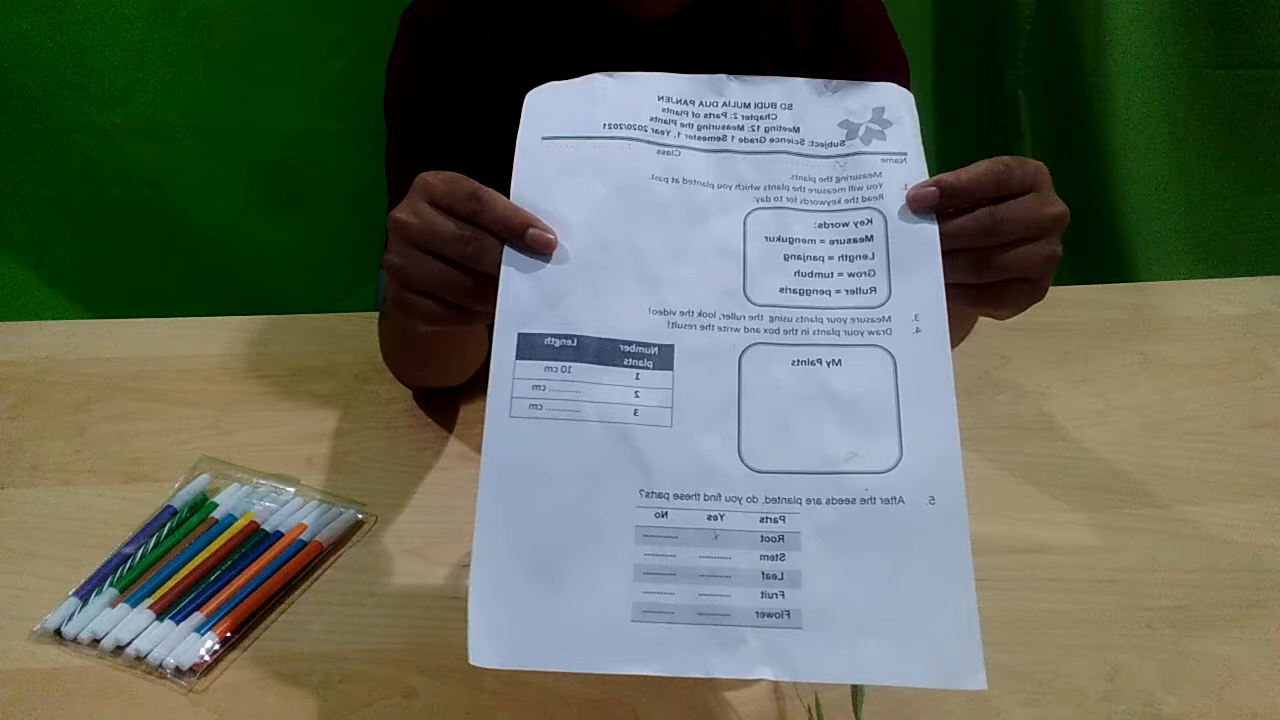 SD BUDI MULIA DUA PANJEN
Chapter 2: Parts of Plants
Meeting 12: Measuring the Plants
Subject: Science Grade 1 Semester 1, Year 2020/2021
Name .................... Class ....................
Measuring the plants.
1. You will measure the plants which you planted at past.
Read the keywords for to day:
Key words:
Measure = mengukur
Length = panjang
Grow = tumbuh
Ruller = penggaris
3. Measure your plants using the ruller, look the video!
4. Draw your plants in the box and write the result!
My Palnts
Number plants Length
1 10 cm
2 ........... cm
3 ........... cm
5. After the seeds are planted, do you find these parts?
Parts Yes No
Root ...........
Stem ........... ...........
Leaf ........... ...........
Fruit ........... ...........
Flower ........... ...........